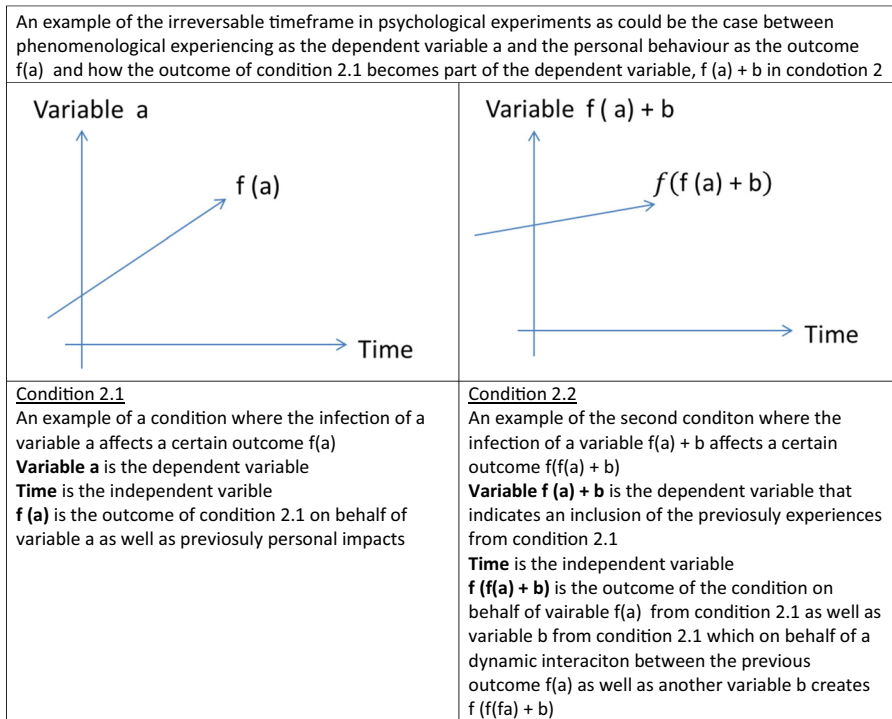 An example of the irreversable timeframe in psychological experiments as could be the case between
phenomenological experiencing as the dependent variable a and the personal behaviour as the outcome
f(a)  and how the outcome of condition 2.1 becomes part of the dependent variable, f (a) + b in condotion 2
Variable a
f (a)
Time
Variable f ( a) + b
f(f (a) + b)
Time
Condition 2.1
An example of a condition where the infection of a
variable a affects a certain outcome f(a)
Variable a is the dependent variable
Time is the independent varible
f (a) is the outcome of condition 2.1 on behalf of
variable a as well as previosuly personal impacts
Condition 2.2
An example of the second conditon where the
infection of a variable f(a) + b affects a certain
outcome f(f(a) + b)
Variable f (a) + b is the dependent variable that
indicates an inclusion of the previosuly experiences
from condition 2.1
Time is the independent variable
f (f(a) + b) is the outcome of the condition on
behalf of vairable f(a)  from condition 2.1 as well as
variable b from condition 2.1 which on behalf of a
dynamic interaciton between the previous
outcome f(a) as well as another variable b creates
f (f(fa) + b)